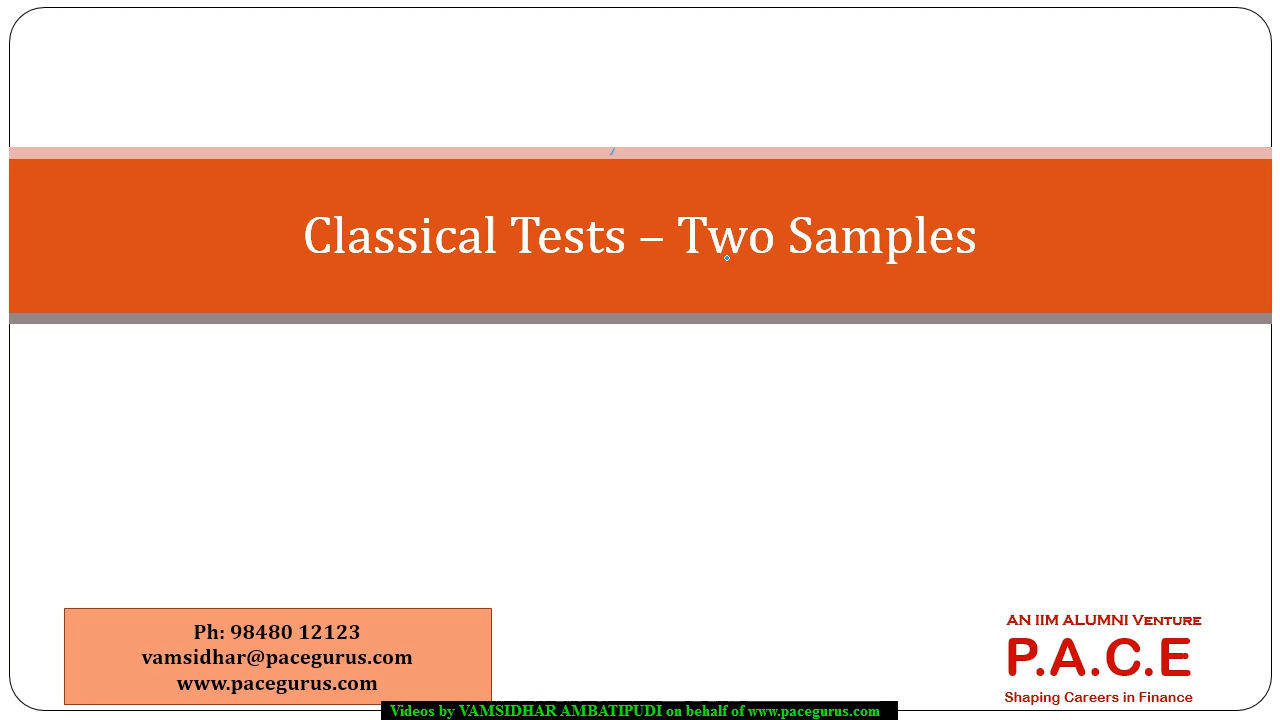 Classical Tests – Two Samples
Ph: 98480 12123
vamsidhar@pacegurus.com
www.pacegurus.com
AN IIM ALUMNI VENTURE
P.A.C.E
Shaping Careers in Finance
Videos by VAMSIDHAR AMBATIPUDI on behalf of www.pacegurus.com